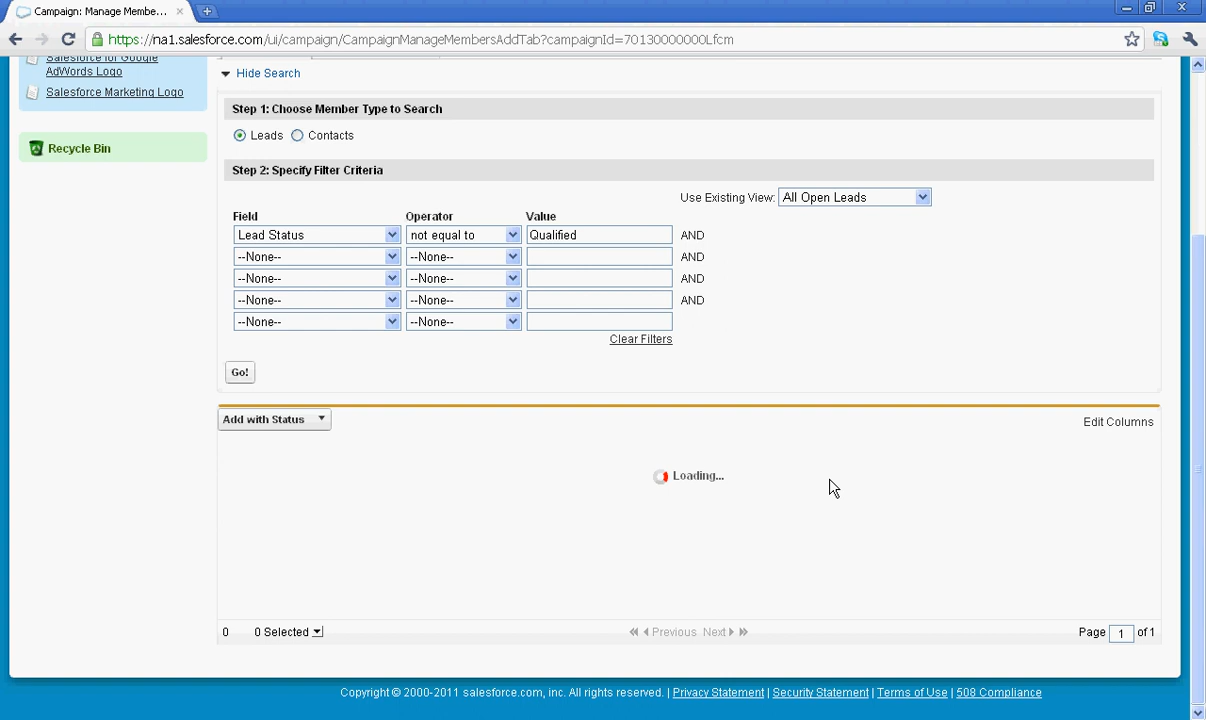 Campaign: Manage Membe...
https://na1.salesforce.com/ui/campaign/CampaignManageMembersAddTab?campaignId=70130000000Lfcm
Salesforce for Google
AdWords Logo
Salesforce Marketing Logo
Recycle Bin
Hide Search
Step 1: Choose Member Type to Search
Leads Contacts
Step 2: Specify Filter Criteria
Use Existing View: All Open Leads
Field Operator Value
Lead Status not equal to Qualified AND
--None-- --None-- AND
--None-- --None-- AND
--None-- --None-- AND
--None-- --None--
Clear Filters
Go!
Add with Status Edit Columns
Loading...
0 0 Selected Previous Next Page 1 of 1
Copyright © 2000-2011 salesforce.com, inc. All rights reserved. | Privacy Statement | Security Statement | Terms of Use | 508 Compliance